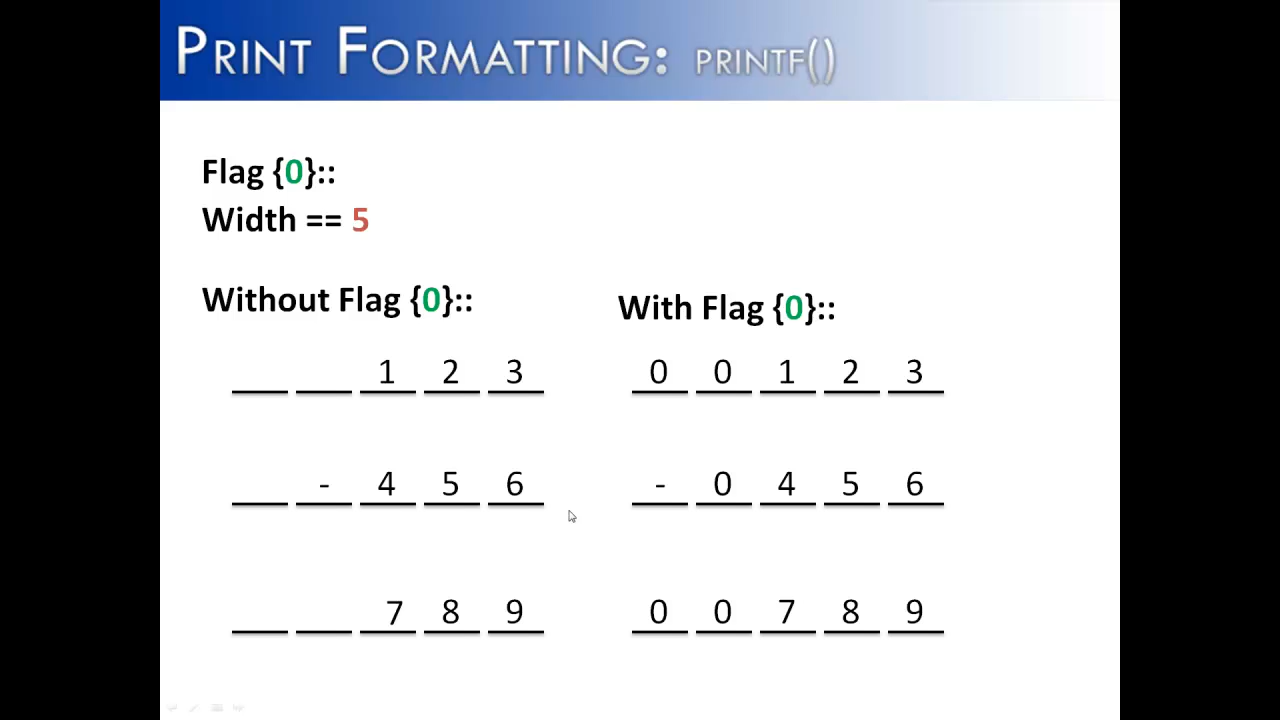 PRINT FORMATTING: PRINTF()
Flag {0}::
Width == 5
Without Flag {0}::
1 2 3
- 4 5 6
7 8 9
With Flag {0}::
0 0 1 2 3
- 0 4 5 6
0 0 7 8 9